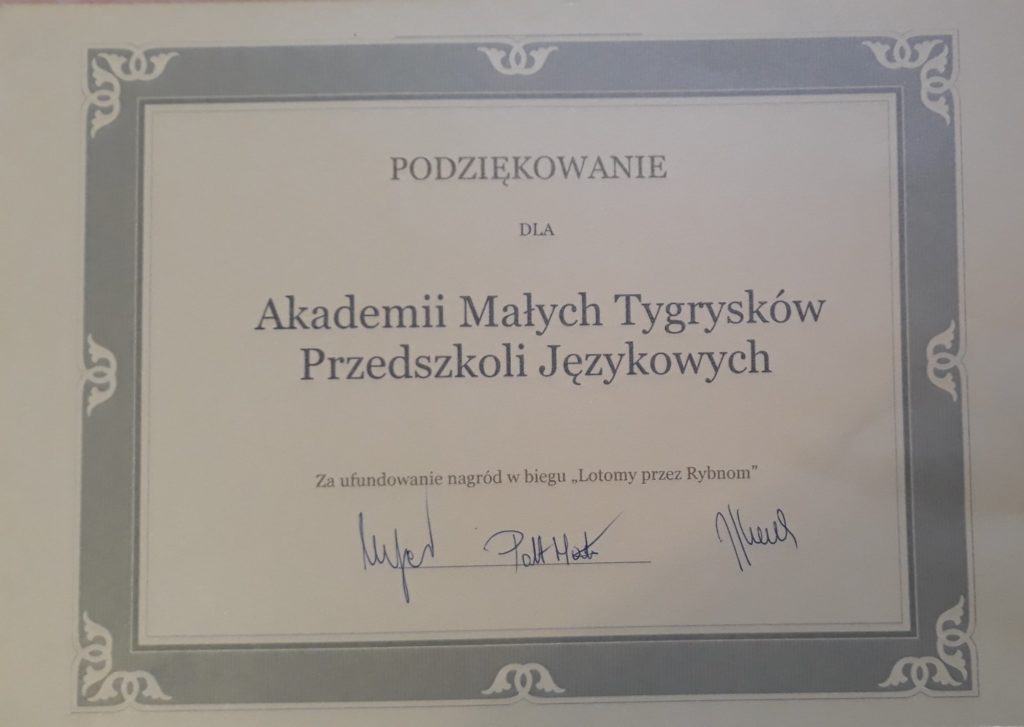 PODZIĘKOWANIE
DLA
Akademii Małych Tygrysków
Przedszkoli Językowych
Za ufundowanie nagród w biegu „Lotomy przez Rybnom”